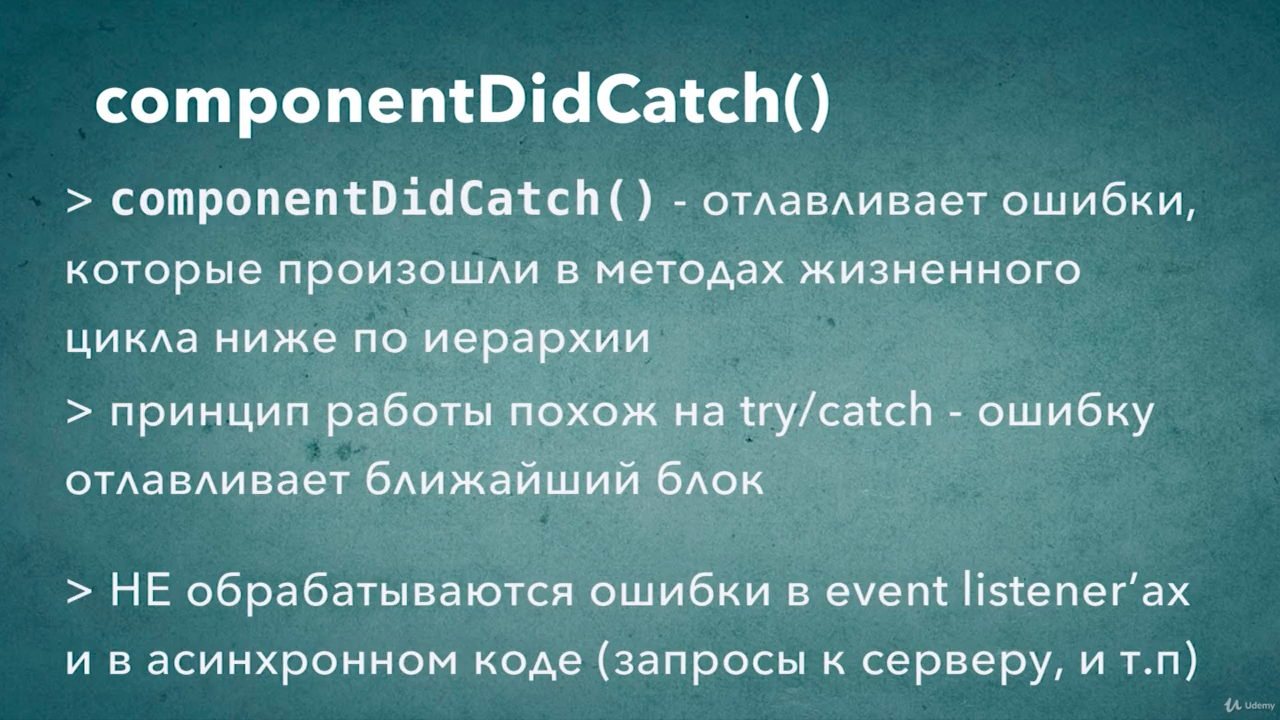 componentDidCatch()
> componentDidCatch() - отлавливает ошибки,
которые произошли в методах жизненного
цикла ниже по иерархии
> принцип работы похож на try/catch - ошибку
отлавливает ближайший блок
> НЕ обрабатываются ошибки в event listener’ах
и в асинхронном коде (запросы к серверу, и т.п)
Udemy